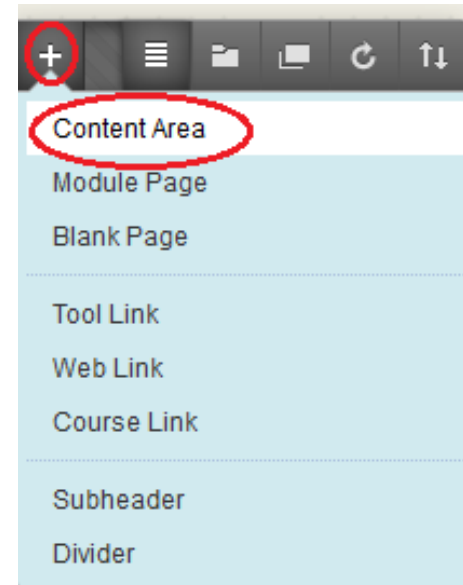 Content Area
Module Page
Blank Page
Tool Link
Web Link
Course Link
Subheader
Divider